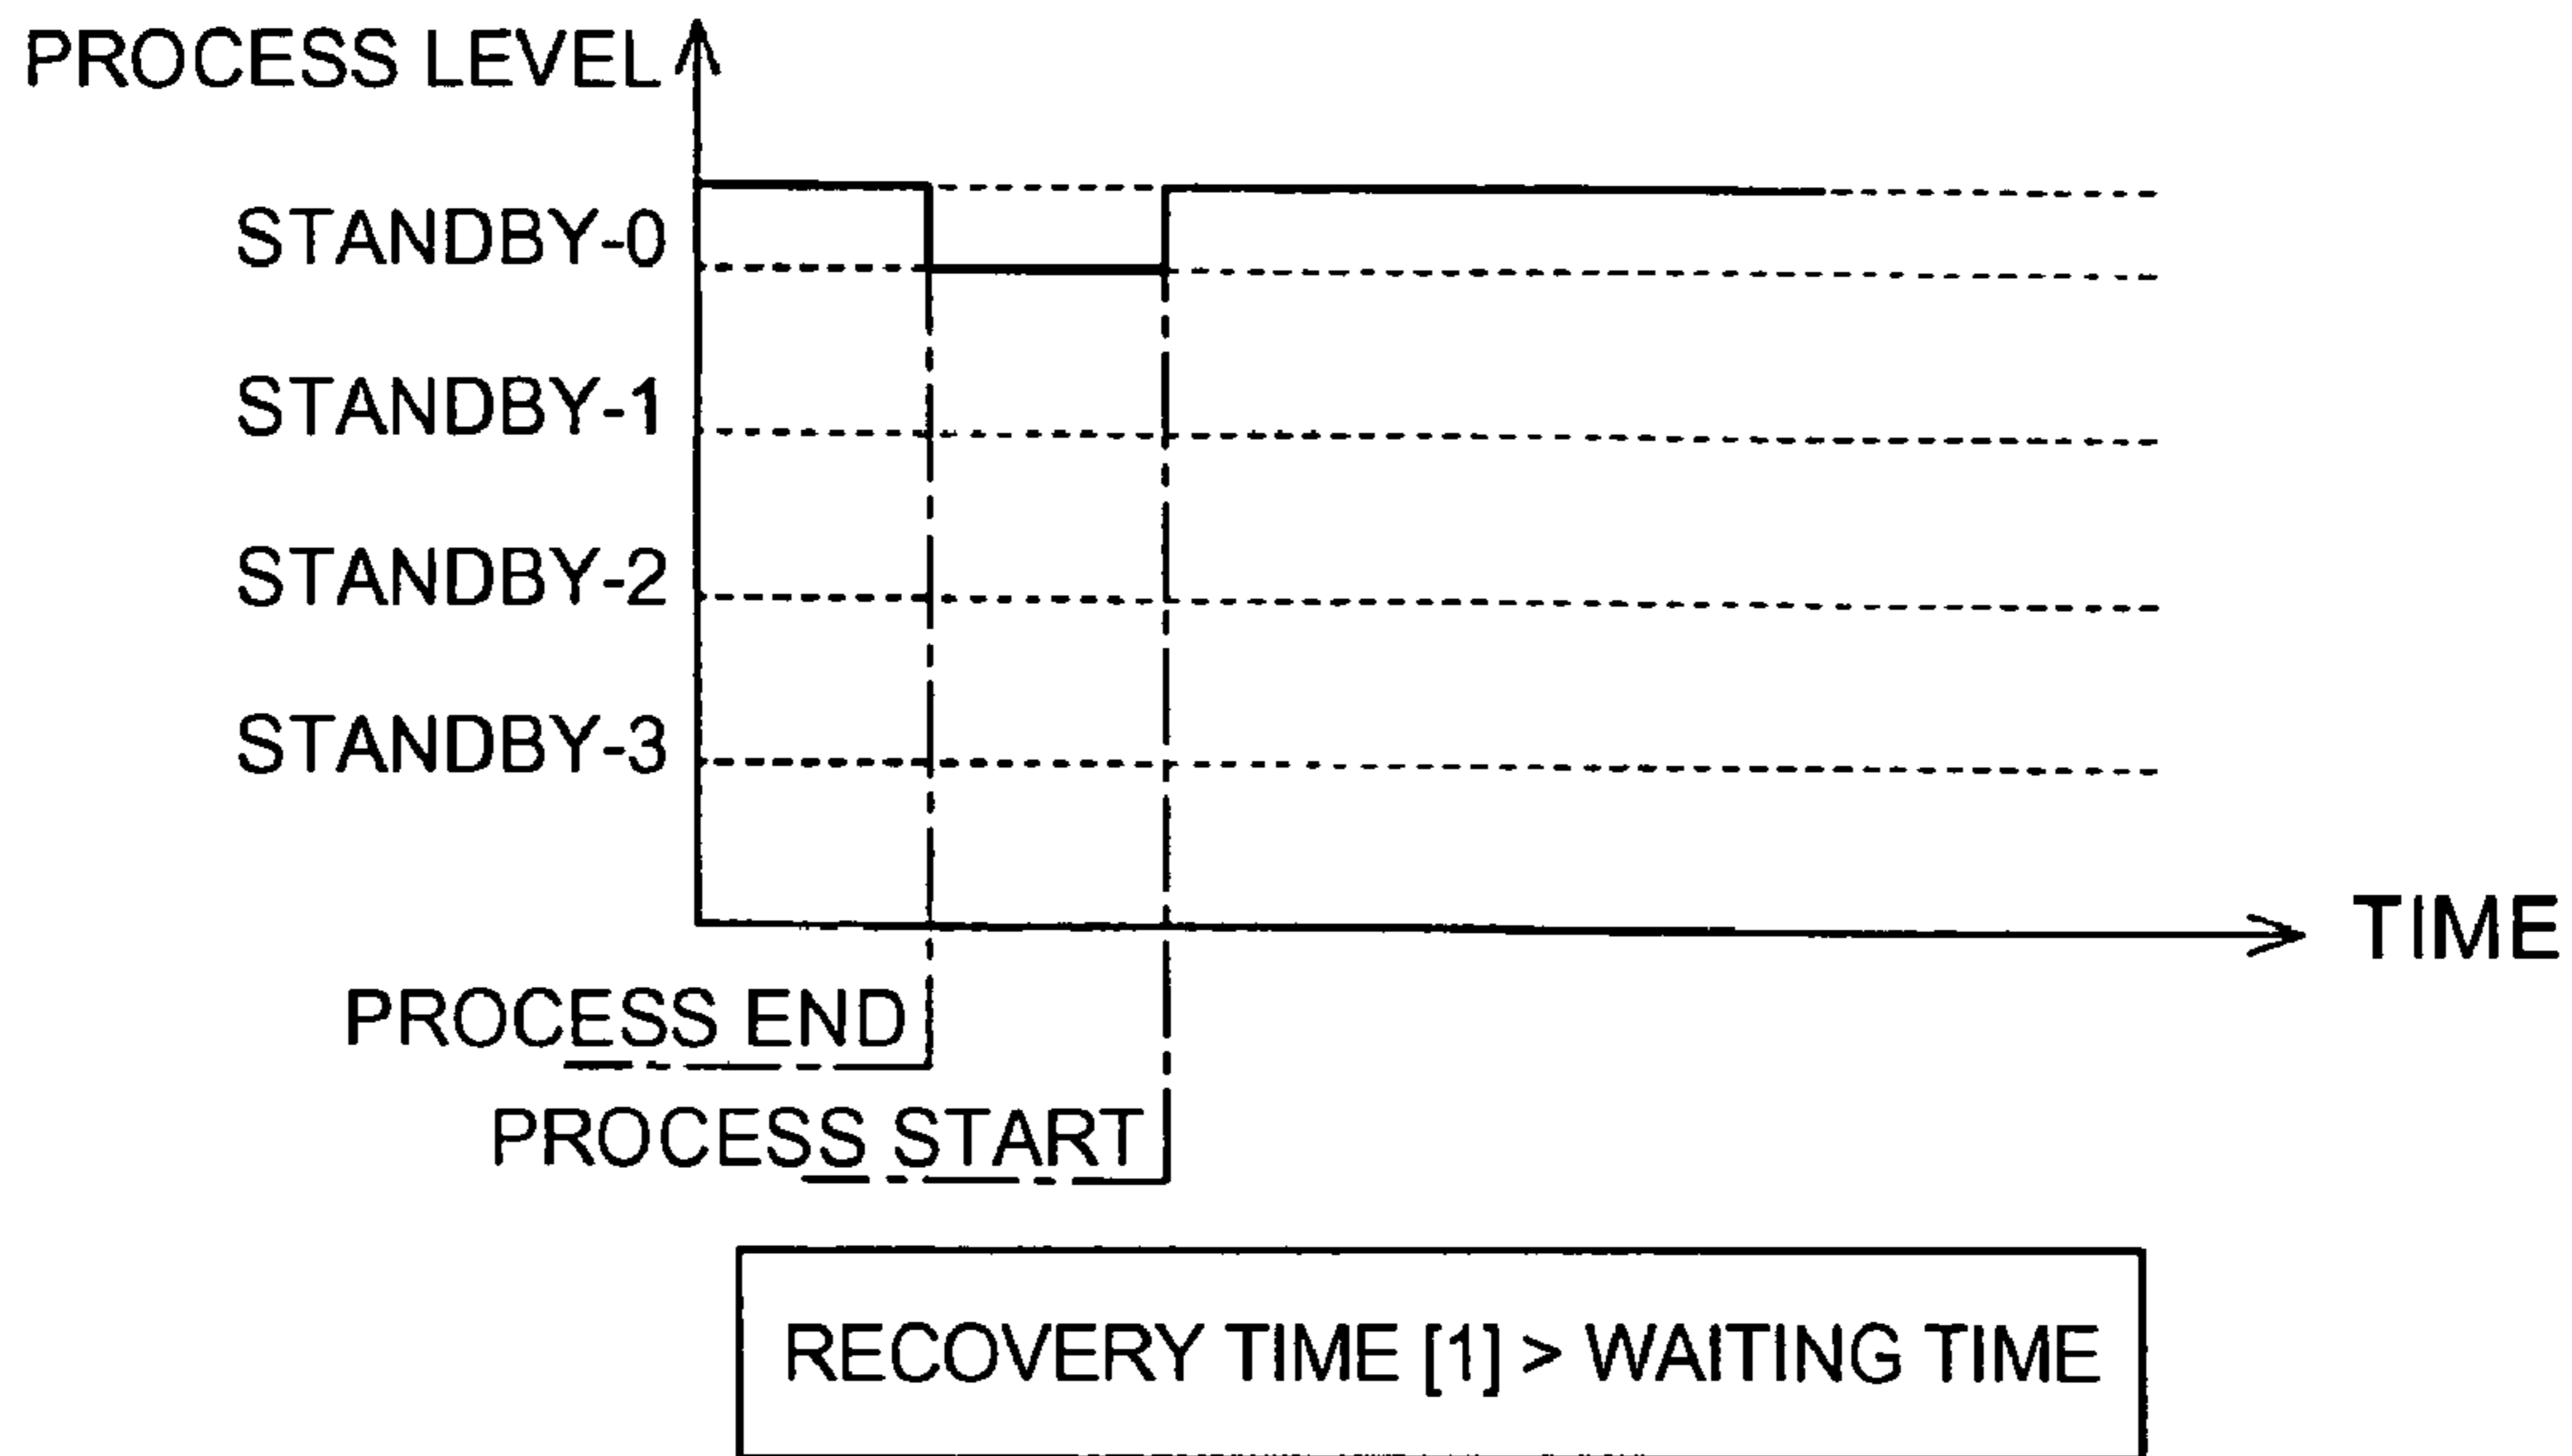 PROCESS LEVEL
STANDBY-0
STANDBY-1
STANDBY-2
STANDBY-3
TIME
PROCESS END
PROCESS START
RECOVERY TIME [1] > WAITING TIME